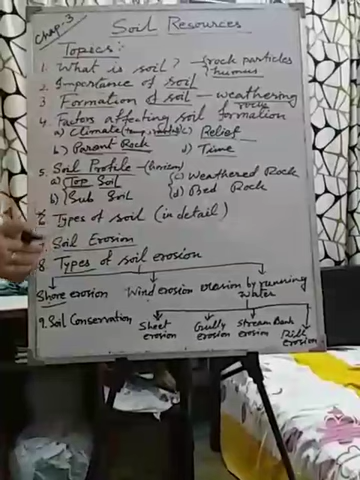 Chap. 3
Soil Resources
Topics:
1. What is soil? - rock particles
humus
2. Importance of soil
3 Formation of soil - weathering
of rocks
4. Factors affecting soil formation
a) Climate (temp, c) Relief
b) Parent Rock d) Time
5. Soil Profile - (horizon)
a) Top Soil c) Weathered Rock
b) Sub Soil (d) Bed Rock
6. Types of soil (in detail)
7. Soil Erosion
8. Types of soil erosion
Shore erosion Wind erosion erosion by running
water
9. Soil Conservation Sheet Gully Stream Bank Rill
erosion erosion erosion erosion